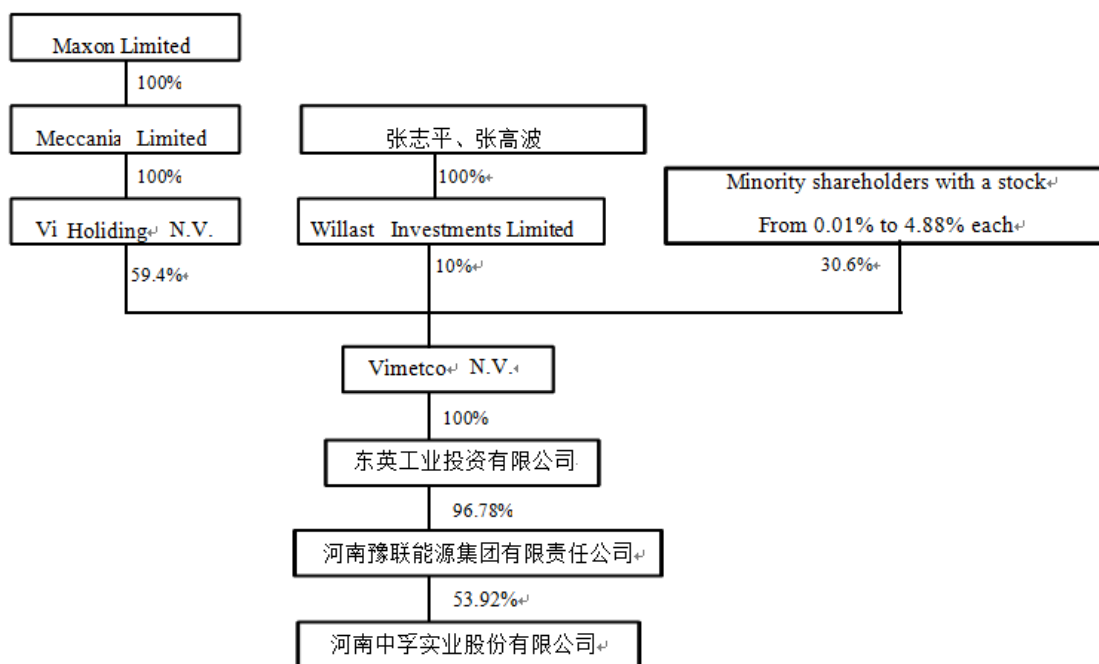 Maxon Limited
100%
Meccania Limited
张志平、张高波
100%
100%
Minority shareholders with a stock
From 0.01% to 4.88% each
Vi Holiding N.V.
Willast Investments Limited
59.4%
10%
30.6%
Vimetco N.V.
100%
东英工业投资有限公司
96.78%
河南豫联能源集团有限责任公司
53.92%
河南中孚实业股份有限公司